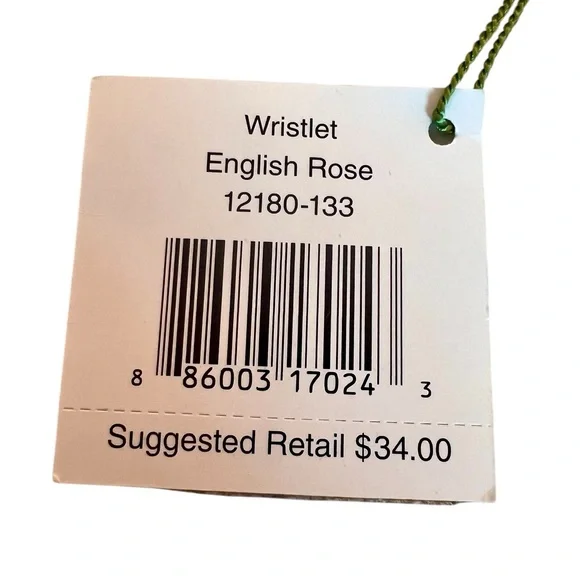 Wristlet
English Rose
12180-133
8 86003 17024 3
Suggested Retail $34.00